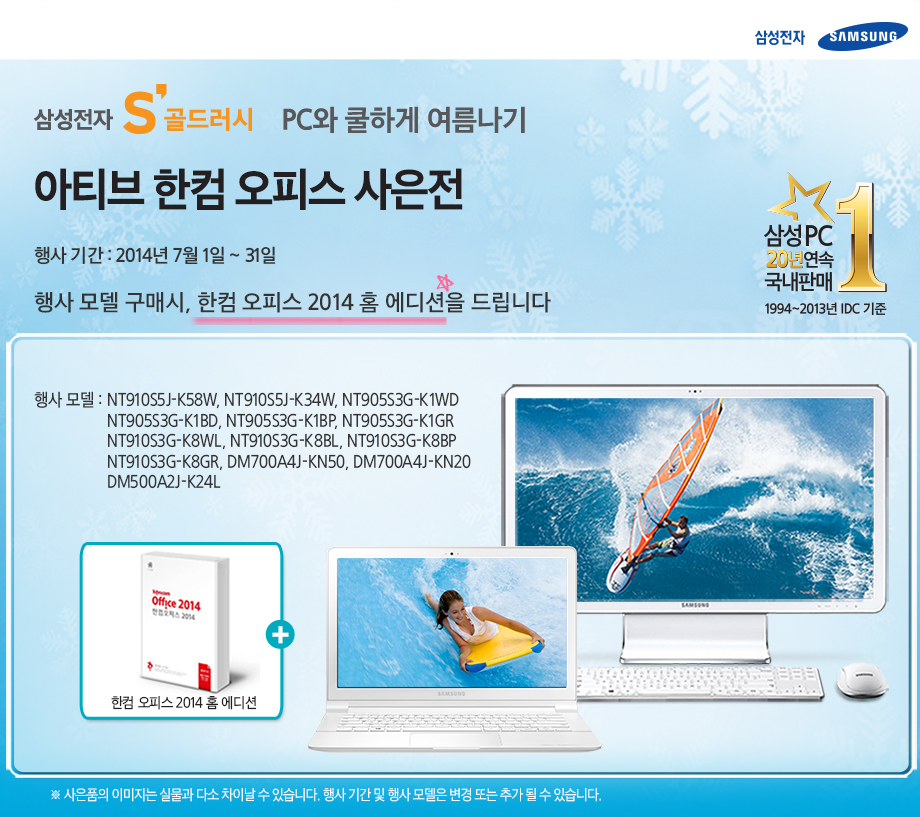 삼성전자 SAMSUNG
삼성전자 S' 골드러시 PC와 쿨하게 여름나기
아티브 한컴 오피스 사은전
행사 기간 : 2014년 7월 1일 ~ 31일
행사 모델 구매시, 한컴 오피스 2014 홈 에디션을 드립니다
삼성 PC
20년연속
국내판매 1
1994~2013년 IDC 기준
행사 모델 : NT910S5J-K58W, NT910S5J-K34W, NT905S3G-K1WD
NT905S3G-K1BD, NT905S3G-K1BP, NT905S3G-K1GR
NT910S3G-K8WL, NT910S3G-K8BL, NT910S3G-K8BP
NT910S3G-K8GR, DM700A4J-KN50, DM700A4J-KN20
DM500A2J-K24L
Office 2014
한컴오피스 2014
+
한컴 오피스 2014 홈 에디션
SAMSUNG
SAMSUNG
※ 사은품의 이미지는 실물과 다소 차이날 수 있습니다. 행사 기간 및 행사 모델은 변경 또는 추가 될 수 있습니다.